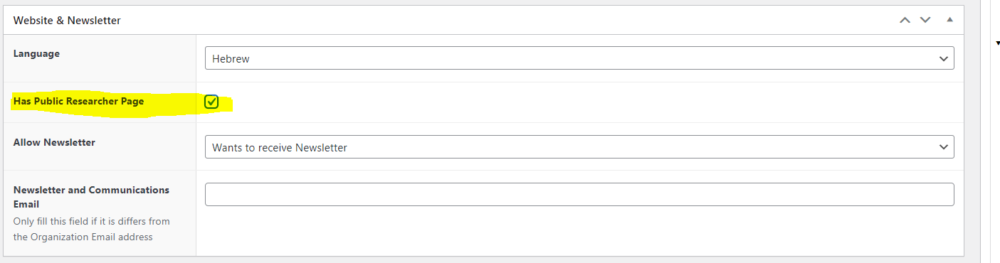 Website & Newsletter
Language
Hebrew
Has Public Researcher Page
Allow Newsletter
Wants to receive Newsletter
Newsletter and Communications
Email
Only fill this field if it is differs from
the Organization Email address